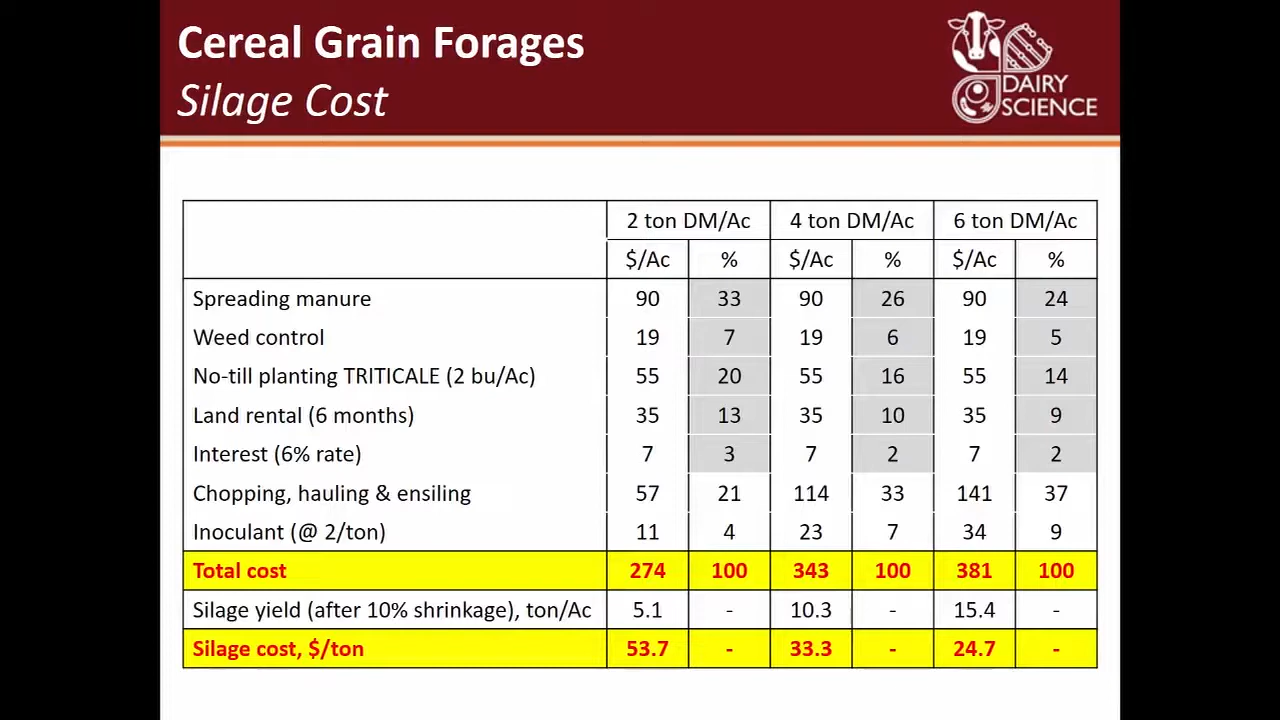 Cereal Grain Forages
Silage Cost
DAIRY
SCIENCE
2 ton DM/Ac 4 ton DM/Ac 6 ton DM/Ac
$/Ac % $/Ac % $/Ac %
Spreading manure 90 33 90 26 90 24
Weed control 19 7 19 6 19 5
No-till planting TRITICALE (2 bu/Ac) 55 20 55 16 55 14
Land rental (6 months) 35 13 35 10 35 9
Interest (6% rate) 7 3 7 2 7 2
Chopping, hauling & ensiling 57 21 114 33 141 37
Inoculant (@ 2/ton) 11 4 23 7 34 9
Total cost 274 100 343 100 381 100
Silage yield (after 10% shrinkage), ton/Ac 5.1 - 10.3 - 15.4 -
Silage cost, $/ton 53.7 - 33.3 - 24.7 -